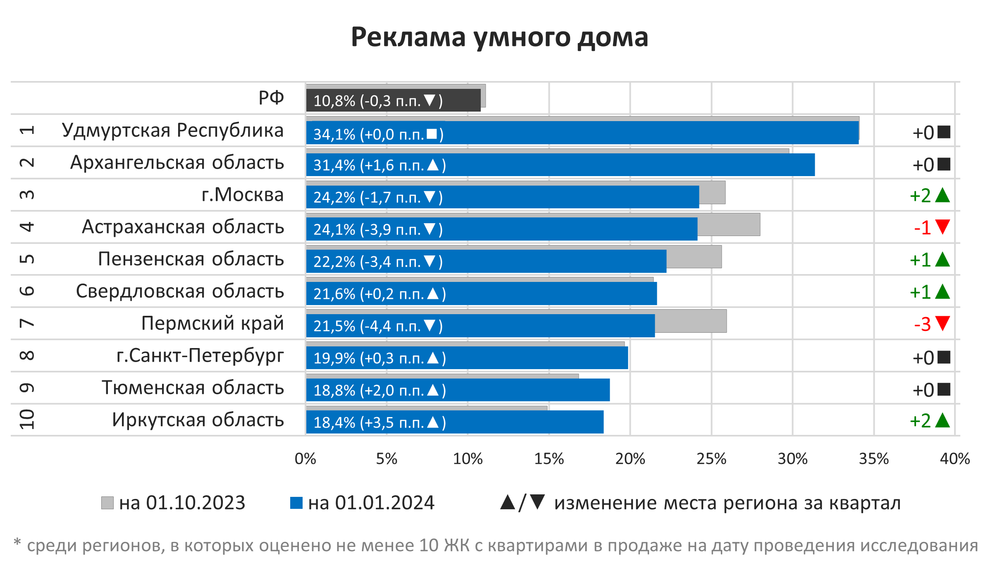 Реклама умного дома
РФ 10,8% (-0,3 п.п.▼)
1 Удмуртская Республика 34,1% (+0,0 п.п.■) +0■
2 Архангельская область 31,4% (+1,6 п.п.▲) +0■
3 г.Москва 24,2% (-1,7 п.п.▼) +2▲
4 Астраханская область 24,1% (-3,9 п.п.▼) -1▼
5 Пензенская область 22,2% (-3,4 п.п.▼) +1▲
6 Свердловская область 21,6% (+0,2 п.п.▲) +1▲
7 Пермский край 21,5% (-4,4 п.п.▼) -3▼
8 г.Санкт-Петербург 19,9% (+0,3 п.п.▲) +0■
9 Тюменская область 18,8% (+2,0 п.п.▲) +0■
10 Иркутская область 18,4% (+3,5 п.п.▲) +2▲
0% 5% 10% 15% 20% 25% 30% 35% 40%
на 01.10.2023 на 01.01.2024 ▲/▼ изменение места региона за квартал
* среди регионов, в которых оценено не менее 10 ЖК с квартирами в продаже на дату проведения исследования